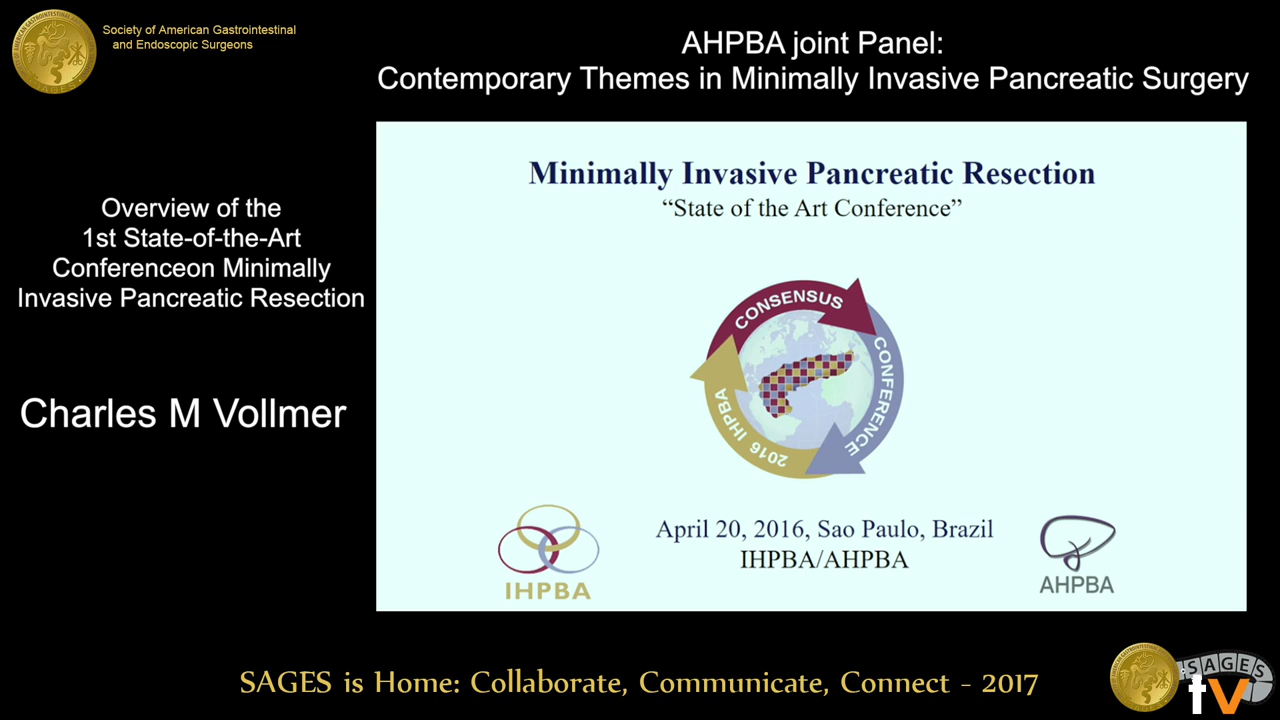 Society of American Gastrointestinal
and Endoscopic Surgeons
AHPBA joint Panel:
Contemporary Themes in Minimally Invasive Pancreatic Surgery
Overview of the
1st State-of-the-Art
Conferenceon Minimally
Invasive Pancreatic Resection
Charles M Vollmer
Minimally Invasive Pancreatic Resection
“State of the Art Conference”
CONSENSUS
CONFERENCE
2016 IHPBA
April 20, 2016, Sao Paulo, Brazil
IHPBA/AHPBA
IHPBA
AHPBA
SAGES is Home: Collaborate, Communicate, Connect - 2017
SAGES
tv